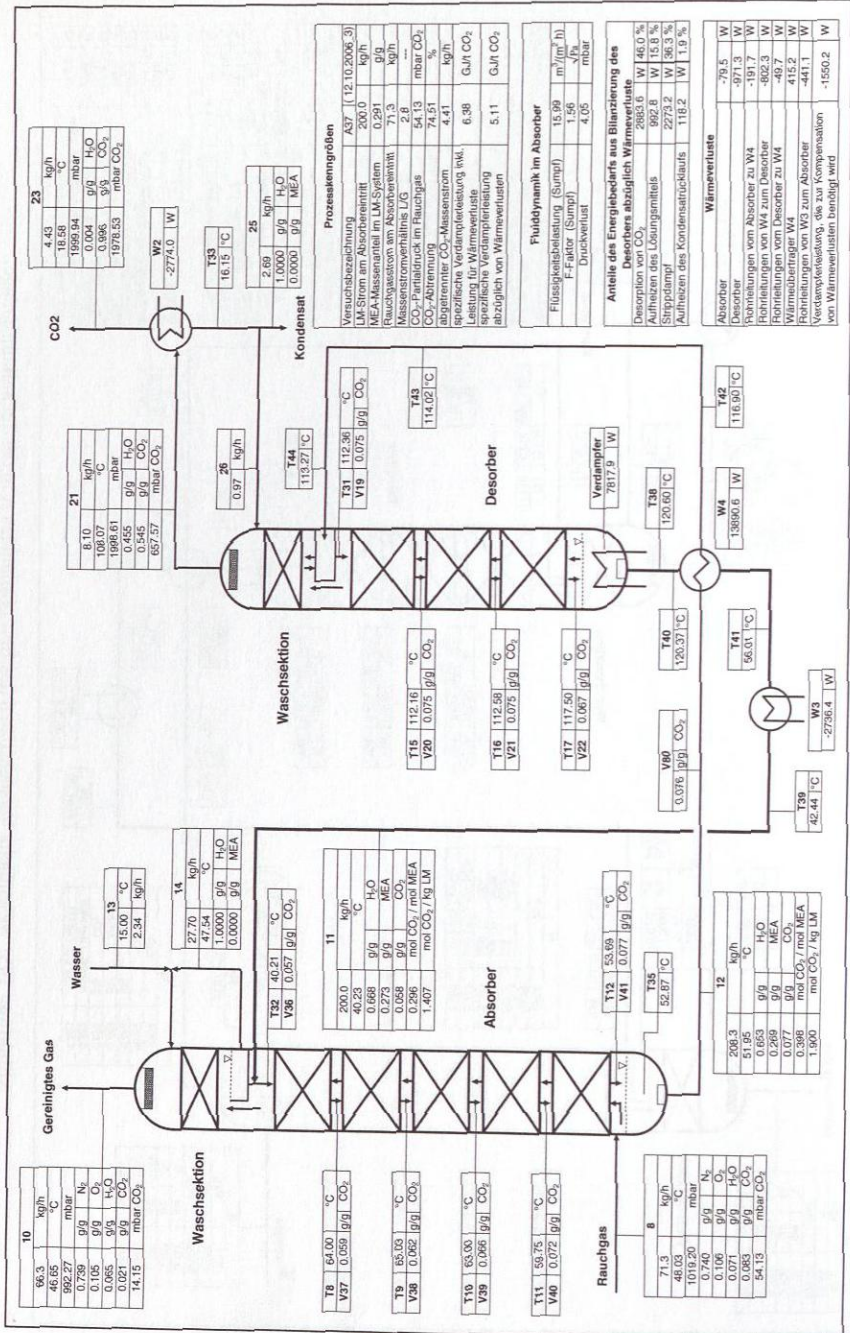 10
66.3 kg/h
46.65 °C
992.27 mbar
0.739 g/g N₂
0.105 g/g O₂
0.065 g/g H₂O
0.021 g/g CO₂
14.15 mbar CO₂
Gereinigtes Gas
Wasser
Waschsektion
13
15.00 °C
2.34 kg/h
14
27.70 kg/h
47.54 °C
1.0000 g/g H₂O
0.0000 g/g MEA
T32 40.21 °C
V36 0.057 g/g CO₂
T8 64.00 °C
V37 0.059 g/g CO₂
T9 65.03 °C
V38 0.062 g/g CO₂
T10 63.00 °C
V39 0.066 g/g CO₂
T11 59.75 °C
V40 0.072 g/g CO₂
11
200.0 kg/h
40.23 °C
0.668 g/g H₂O
0.273 g/g MEA
0.058 g/g CO₂
0.296 mol CO₂ / mol MEA
1.407 mol CO₂ / kg LM
Absorber
T12 53.69 °C
V41 0.077 g/g CO₂
T35
52.87 °C
Rauchgas
8
71.3 kg/h
48.03 °C
1019.20 mbar
0.740 g/g N₂
0.106 g/g O₂
0.071 g/g H₂O
0.083 g/g CO₂
54.13 mbar CO₂
12
208.3 kg/h
51.95 °C
0.653 g/g H₂O
0.269 g/g MEA
0.077 g/g CO₂
0.398 mol CO₂ / mol MEA
1.900 mol CO₂ / kg LM
21
8.10 kg/h
108.07 °C
1998.61 mbar
0.455 g/g H₂O
0.545 g/g CO₂
657.57 mbar CO₂
CO2
23
4.43 kg/h
18.58 °C
1999.94 mbar
0.004 g/g H₂O
0.996 g/g CO₂
1978.53 mbar CO₂
W2
-2774.0 W
T33
16.15 °C
25
2.69 kg/h
1.0000 g/g H₂O
0.0000 g/g MEA
Kondensat
26
0.97 kg/h
T44
113.27 °C
Waschsektion
T31 112.36 °C
V19 0.075 g/g CO₂
T43
114.02 °C
T15 112.16 °C
V20 0.075 g/g CO₂
T16 112.58 °C
V21 0.075 g/g CO₂
T17 117.50 °C
V22 0.067 g/g CO₂
Desorber
Verdampfer
7817.9 W
T38
120.60 °C
T40
120.37 °C
W4
13890.6 W
T42
116.90 °C
T41
56.01 °C
V80
0.076 g/g CO₂
W3
-2736.4 W
T39
42.44 °C
Prozesskenngrößen
Versuchsbezeichnung A37 ( 12.10.2006_3)
LM-Strom am Absorbereintritt 200.0 kg/h
MEA-Massenanteil im LM-System 0.291 g/g
Rauchgasstrom am Absorbereintritt 71.3 kg/h
Massenstromverhältnis L/G 2.8 ---
CO₂-Partialdruck im Rauchgas 54.13 mbar CO₂
CO₂-Abtrennung 74.51 %
abgetrennter CO₂-Massenstrom 4.41 kg/h
spezifische Verdampferleistung inkl.
Leistung für Wärmeverluste 6.38 GJ/t CO₂
spezifische Verdampferleistung
abzüglich von Wärmeverlusten 5.11 GJ/t CO₂
Fluiddynamik im Absorber
Flüssigkeitsbelastung (Sumpf) 15.99 m³/(m² h)
F-Faktor (Sumpf) 1.56 √Pa
Druckverlust 4.05 mbar
Anteile des Energiebedarfs aus Bilanzierung des
Desorbers abzüglich Wärmeverluste
Desorption von CO₂ 2883.6 W 46.0 %
Aufheizen des Lösungsmittels 992.8 W 15.8 %
Strippdampf 2273.2 W 36.3 %
Aufheizen des Kondensatrücklaufs 118.2 W 1.9 %
Wärmeverluste
Absorber -79.5 W
Desorber -971.3 W
Rohrleitungen vom Absorber zu W4 -191.7 W
Rohrleitungen von W4 zum Desorber -802.3 W
Rohrleitungen vom Desorber zu W4 -49.7 W
Wärmeübertrager W4 415.2 W
Rohrleitungen von W3 zum Absorber -441.1 W
Verdampferleistung, die zur Kompensation
von Wärmeverlusten benötigt wird -1550.2 W